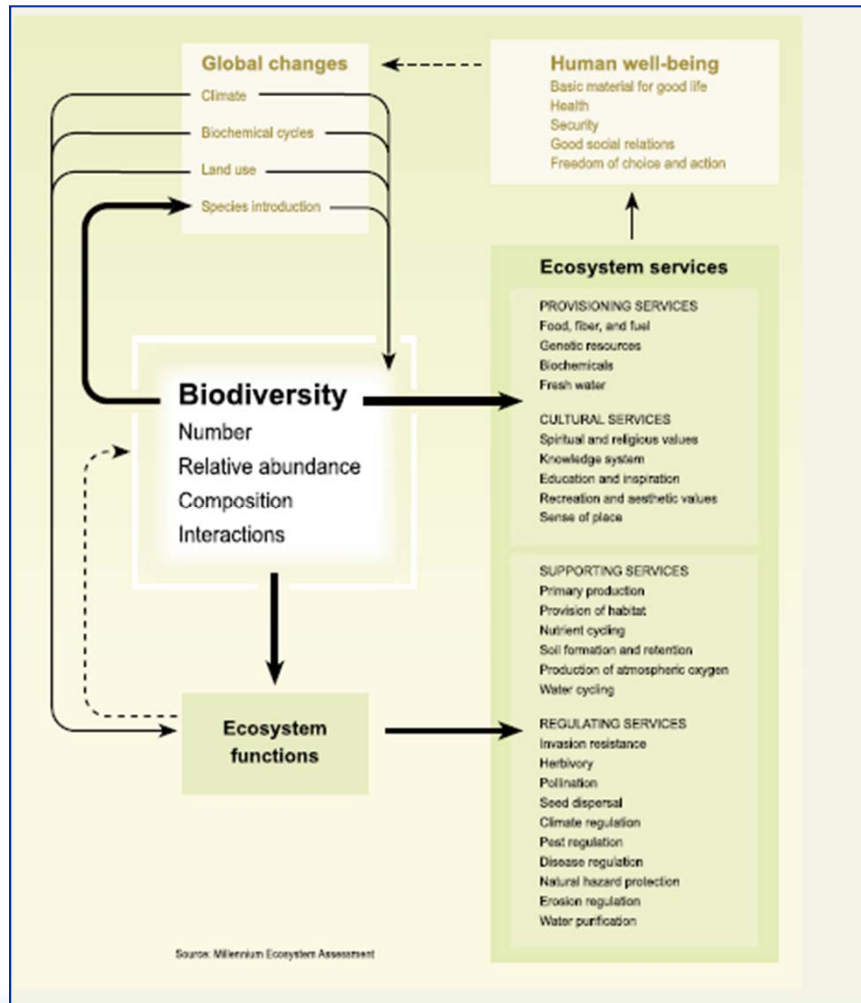 Global changes
Climate
Biochemical cycles
Land use
Species introduction
Human well-being
Basic material for good life
Health
Security
Good social relations
Freedom of choice and action
Biodiversity
Number
Relative abundance
Composition
Interactions
Ecosystem
functions
Ecosystem services
PROVISIONING SERVICES
Food, fiber, and fuel
Genetic resources
Biochemicals
Fresh water
CULTURAL SERVICES
Spiritual and religious values
Knowledge system
Education and inspiration
Recreation and aesthetic values
Sense of place
SUPPORTING SERVICES
Primary production
Provision of habitat
Nutrient cycling
Soil formation and retention
Production of atmospheric oxygen
Water cycling
REGULATING SERVICES
Invasion resistance
Herbivory
Pollination
Seed dispersal
Climate regulation
Pest regulation
Disease regulation
Natural hazard protection
Erosion regulation
Water purification
Source: Millennium Ecosystem Assessment